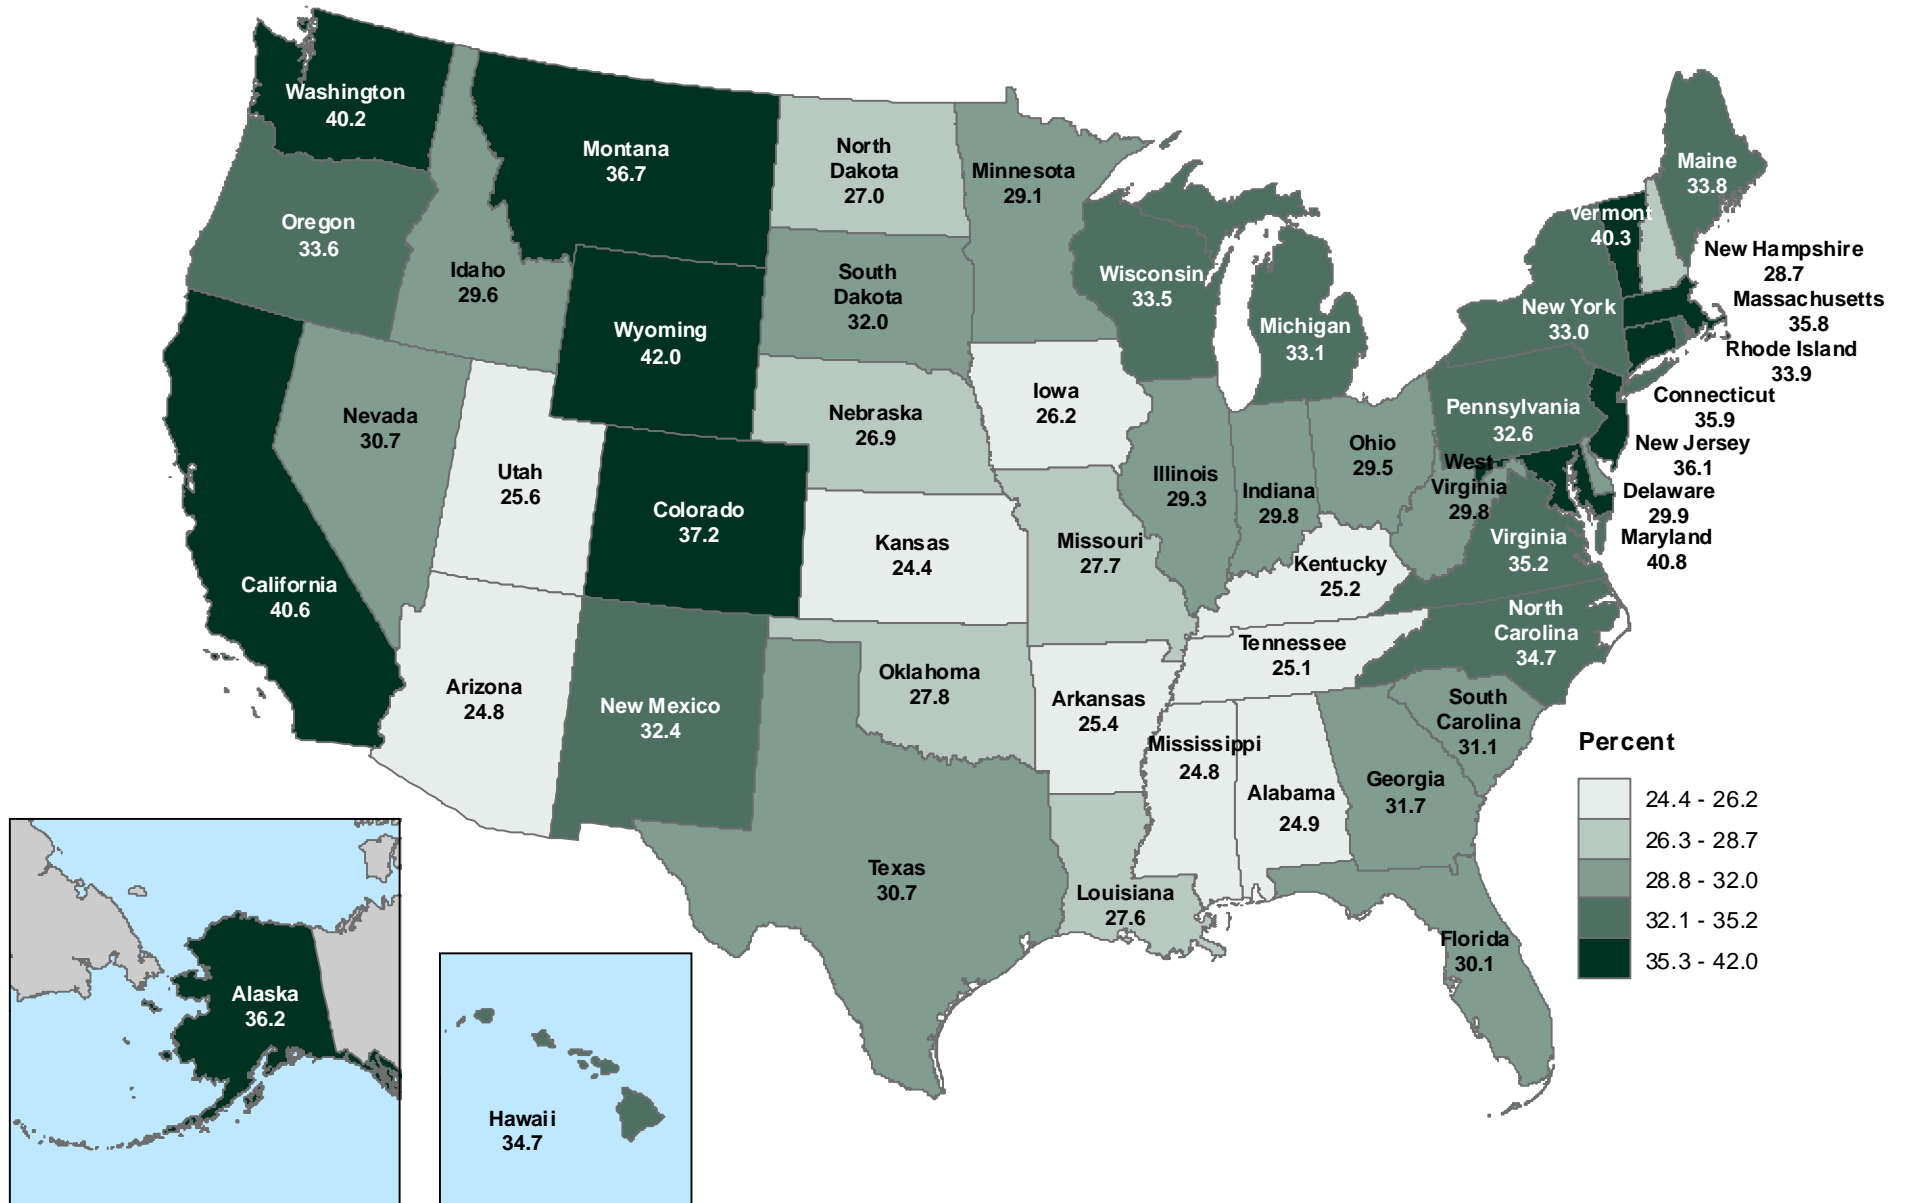 Washington
40.2
Montana
36.7
North
Dakota
27.0
Minnesota
29.1
Maine
33.8
Oregon
33.6
Idaho
29.6
South
Dakota
32.0
Wisconsin
33.5
Vermont
40.3
New Hampshire
28.7
Massachusetts
35.8
Wyoming
42.0
Michigan
33.1
New York
33.0
Rhode Island
33.9
Connecticut
35.9
Nevada
30.7
Nebraska
26.9
Iowa
26.2
Pennsylvania
32.6
New Jersey
36.1
Utah
25.6
Illinois
29.3
Indiana
29.8
Ohio
29.5
West
Virginia
29.8
Delaware
29.9
Maryland
40.8
Colorado
37.2
Kansas
24.4
Missouri
27.7
Kentucky
25.2
Virginia
35.2
California
40.6
North
Carolina
34.7
Tennessee
25.1
Arizona
24.8
New Mexico
32.4
Oklahoma
27.8
Arkansas
25.4
South
Carolina
31.1
Mississippi
24.8
Alabama
24.9
Georgia
31.7
Texas
30.7
Louisiana
27.6
Florida
30.1
Alaska
36.2
Hawaii
34.7
Percent
24.4 - 26.2
26.3 - 28.7
28.8 - 32.0
32.1 - 35.2
35.3 - 42.0